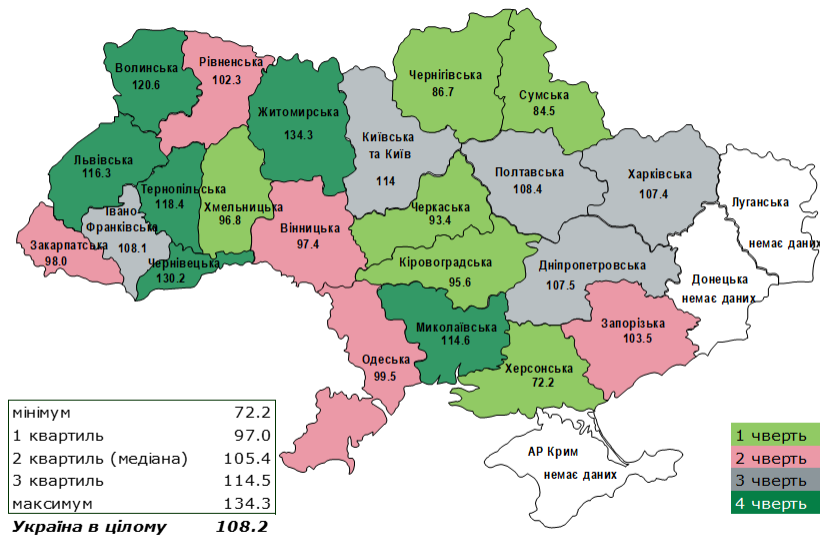 Волинська
120.6
Рівненська
102.3
Житомирська
134.3
Київська
та Київ
114
Чернігівська
86.7
Сумська
84.5
Львівська
116.3
Тернопільська
118.4
Хмельницька
96.8
Івано-
Франківська
108.1
Закарпатська
98.0
Чернівецька
130.2
Вінницька
97.4
Черкаська
93.4
Полтавська
108.4
Харківська
107.4
Луганська
немає даних
Кіровоградська
95.6
Дніпропетровська
107.5
Донецька
немає даних
Миколаївська
114.6
Запорізька
103.5
Одеська
99.5
Херсонська
72.2
АР Крим
немає даних
мінімум 72.2
1 квартиль 97.0
2 квартиль (медіана) 105.4
3 квартиль 114.5
максимум 134.3
Україна в цілому 108.2
1 чверть
2 чверть
3 чверть
4 чверть